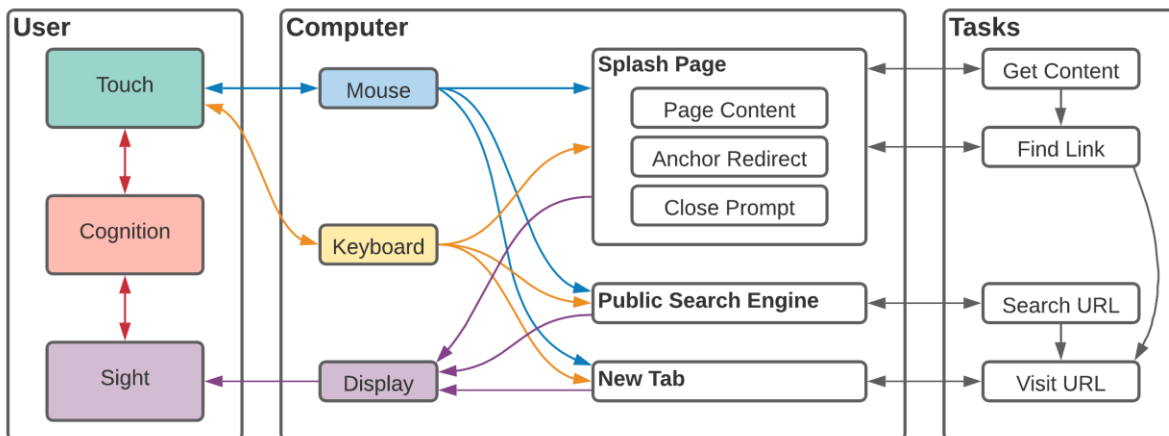 User
Touch
Cognition
Sight
Computer
Mouse
Keyboard
Display
Splash Page
Page Content
Anchor Redirect
Close Prompt
Public Search Engine
New Tab
Tasks
Get Content
Find Link
Search URL
Visit URL